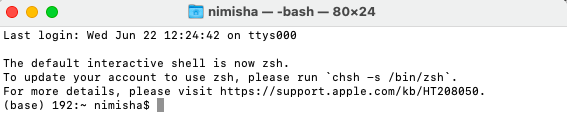 nimisha — -bash — 80×24
Last login: Wed Jun 22 12:24:42 on ttys000
The default interactive shell is now zsh.
To update your account to use zsh, please run `chsh -s /bin/zsh`.
For more details, please visit https://support.apple.com/kb/HT208050.
(base) 192:~ nimisha$